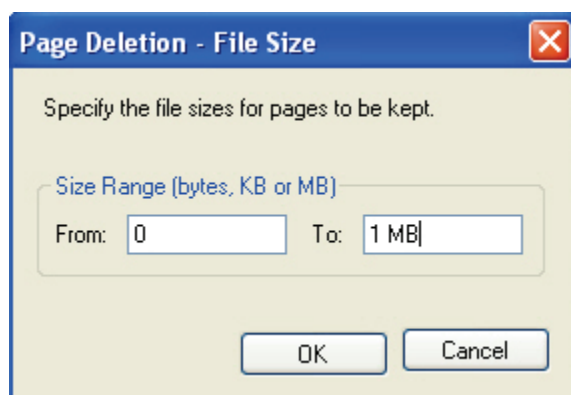 Page Deletion - File Size
Specify the file sizes for pages to be kept.
Size Range (bytes, KB or MB)
From: 0 To: 1 MB
OK Cancel